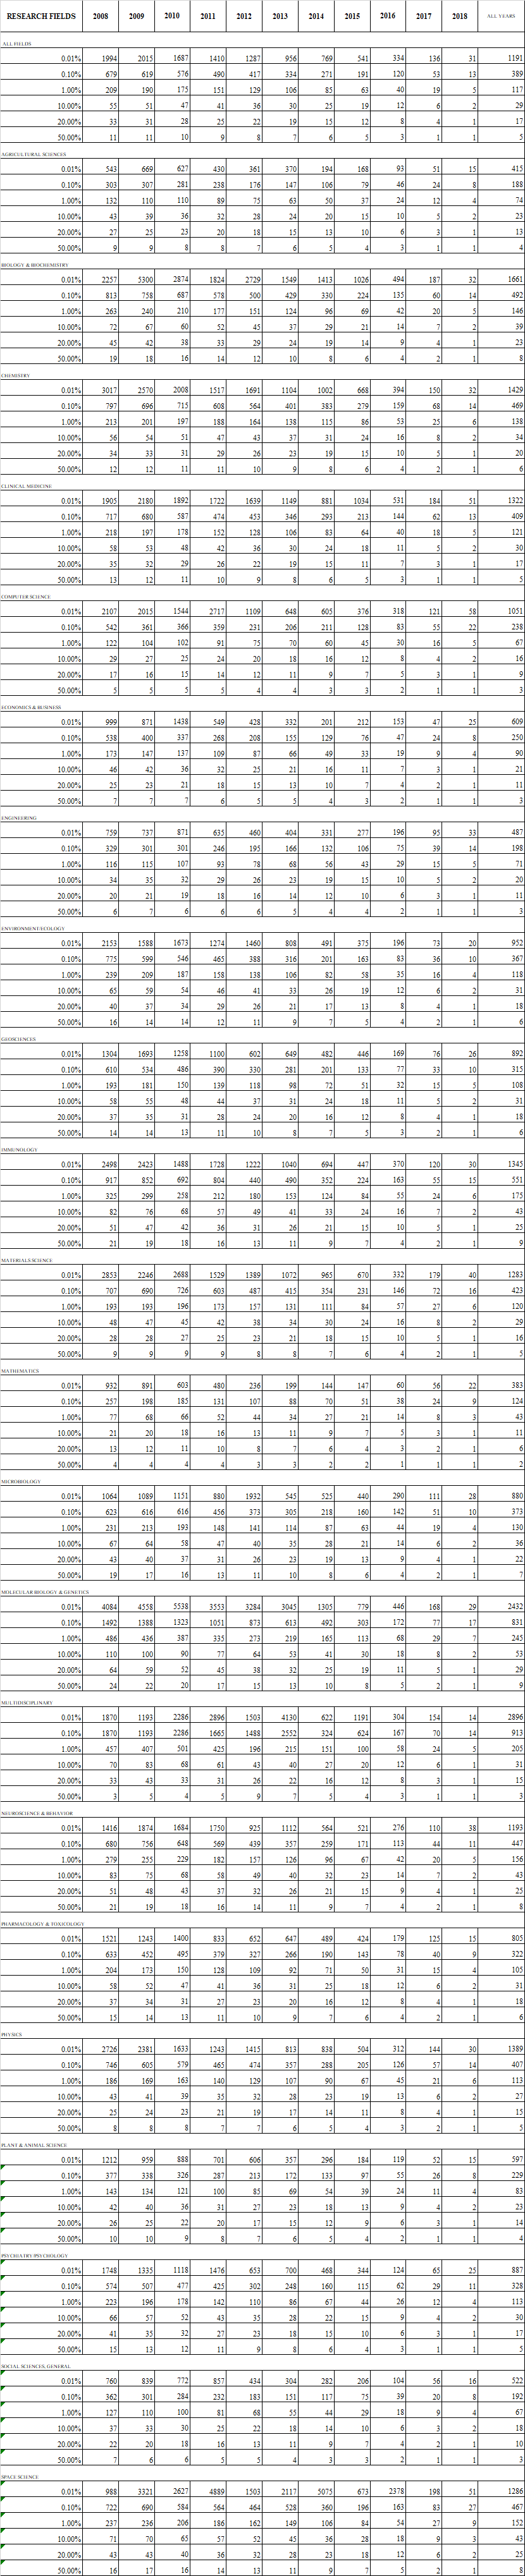 RESEARCH FIELDS 2008 2009 2010 2011 2012 2013 2014 2015 2016 2017 2018 ALL YEARS
ALL FIELDS
0.01% 1994 2015 1687 1410 1287 956 769 541 334 136 31 1191
0.10% 679 619 576 490 417 334 271 191 120 53 13 389
1.00% 209 190 175 151 129 106 85 63 40 19 5 117
10.00% 55 51 47 41 36 30 25 19 12 6 2 29
20.00% 33 31 28 25 22 19 15 12 8 4 1 17
50.00% 11 11 10 9 8 7 6 5 3 1 1 5
AGRICULTURAL SCIENCES
0.01% 543 669 627 430 361 370 194 168 93 51 15 415
0.10% 303 307 281 238 176 147 106 79 46 24 8 188
1.00% 132 110 110 89 75 63 50 37 24 12 4 74
10.00% 43 39 36 32 28 24 20 15 10 5 2 23
20.00% 27 25 23 20 18 15 13 10 6 3 1 13
50.00% 9 9 8 8 7 6 5 4 3 1 1 4
BIOLOGY & BIOCHEMISTRY
0.01% 2257 5300 2874 1824 2729 1549 1413 1026 494 187 32 1661
0.10% 813 758 687 578 500 429 330 224 135 60 14 492
1.00% 263 240 210 177 151 124 96 69 42 20 5 146
10.00% 72 67 60 52 45 37 29 21 14 7 2 39
20.00% 45 42 38 33 29 24 19 14 9 4 1 23
50.00% 19 18 16 14 12 10 8 6 4 2 1 8
CHEMISTRY
0.01% 3017 2570 2008 1517 1691 1104 1002 668 394 150 32 1429
0.10% 797 696 715 608 564 401 383 279 159 68 14 469
1.00% 213 201 197 188 164 138 115 86 53 25 6 138
10.00% 56 54 51 47 43 37 31 24 16 8 2 34
20.00% 34 33 31 29 26 23 19 15 10 5 1 20
50.00% 12 12 11 11 10 9 8 6 4 2 1 6
CLINICAL MEDICINE
0.01% 1905 2180 1892 1722 1639 1149 881 1034 531 184 51 1322
0.10% 717 680 587 474 453 346 293 213 144 62 13 409
1.00% 218 197 178 152 128 106 83 64 40 18 5 121
10.00% 58 53 48 42 36 30 24 18 11 5 2 30
20.00% 35 32 29 26 22 19 15 11 7 3 1 17
50.00% 13 12 11 10 9 8 6 5 3 1 1 5
COMPUTER SCIENCE
0.01% 2107 2015 1544 2717 1109 648 605 376 318 121 58 1051
0.10% 542 361 366 359 231 206 211 128 83 55 22 238
1.00% 122 104 102 91 75 70 60 45 30 16 5 67
10.00% 29 27 25 24 20 18 16 12 8 4 2 16
20.00% 17 16 15 14 12 11 9 7 5 3 1 9
50.00% 5 5 5 5 4 4 3 3 2 1 1 3
ECONOMICS & BUSINESS
0.01% 999 871 1438 549 428 332 201 212 153 47 25 609
0.10% 538 400 337 268 208 155 129 76 47 24 8 250
1.00% 173 147 137 109 87 66 49 33 19 9 4 90
10.00% 46 42 36 32 25 21 16 11 7 3 1 21
20.00% 25 23 21 18 15 13 10 7 4 2 1 11
50.00% 7 7 7 6 5 5 4 3 2 1 1 3
ENGINEERING
0.01% 759 737 871 635 460 404 331 277 196 95 33 487
0.10% 329 301 301 246 195 166 132 106 75 39 14 198
1.00% 116 115 107 93 78 68 56 43 29 15 5 71
10.00% 34 35 32 29 26 23 19 15 10 5 2 20
20.00% 20 21 19 18 16 14 12 10 6 3 1 11
50.00% 6 7 6 6 6 5 4 4 2 1 1 3
ENVIRONMENT/ECOLOGY
0.01% 2153 1588 1673 1274 1460 808 491 375 196 73 20 952
0.10% 775 599 546 465 388 316 201 163 83 36 10 367
1.00% 239 209 187 158 138 106 82 58 35 16 4 118
10.00% 65 59 54 46 41 33 26 19 12 6 2 31
20.00% 40 37 34 29 26 21 17 13 8 4 1 18
50.00% 16 14 14 12 11 9 7 5 4 2 1 6
GEOSCIENCES
0.01% 1304 1693 1258 1100 602 649 482 446 169 76 26 892
0.10% 610 534 486 390 330 281 201 133 77 33 10 315
1.00% 193 181 150 139 118 98 72 51 32 15 5 108
10.00% 58 55 48 44 37 31 24 18 11 5 2 31
20.00% 37 35 31 28 24 20 16 12 8 4 1 18
50.00% 14 14 13 11 10 8 7 5 3 2 1 6
IMMUNOLOGY
0.01% 2498 2423 1488 1728 1222 1040 694 447 370 120 30 1345
0.10% 917 852 692 804 440 490 352 224 163 55 15 551
1.00% 325 299 258 212 180 153 124 84 55 24 6 175
10.00% 82 76 68 57 49 41 33 24 16 7 2 43
20.00% 51 47 42 36 31 26 21 15 10 5 1 25
50.00% 21 19 18 16 13 11 9 7 4 2 1 9
MATERIALS SCIENCE
0.01% 2853 2246 2688 1529 1389 1072 965 670 332 179 40 1283
0.10% 707 690 726 603 487 415 354 231 146 72 16 423
1.00% 193 193 196 173 157 131 111 84 57 27 6 120
10.00% 48 47 45 42 38 34 30 24 16 8 2 29
20.00% 28 28 27 25 23 21 18 15 10 5 1 16
50.00% 9 9 9 9 8 8 7 6 4 2 1 5
MATHEMATICS
0.01% 932 891 603 480 236 199 144 147 60 56 22 383
0.10% 257 198 185 131 107 88 70 51 38 24 9 124
1.00% 77 68 66 52 44 34 27 21 14 8 3 43
10.00% 21 20 18 16 13 11 9 7 5 3 1 11
20.00% 13 12 11 10 8 7 6 4 3 2 1 6
50.00% 4 4 4 4 3 3 2 2 1 1 1 2
MICROBIOLOGY
0.01% 1064 1089 1151 880 1932 545 525 440 290 111 28 880
0.10% 623 616 616 456 373 305 218 160 142 51 10 373
1.00% 231 213 193 148 141 114 87 63 44 19 4 130
10.00% 67 64 58 47 40 35 28 21 14 6 2 36
20.00% 43 40 37 31 26 23 19 13 9 4 1 22
50.00% 19 17 16 13 11 10 8 6 4 2 1 7
MOLECULAR BIOLOGY & GENETICS
0.01% 4084 4558 5538 3553 3284 3045 1305 779 446 168 29 2432
0.10% 1492 1388 1323 1051 873 613 492 303 172 77 17 831
1.00% 486 436 387 335 273 219 165 113 68 29 7 245
10.00% 110 100 90 77 64 53 41 30 18 8 2 53
20.00% 64 59 52 45 38 32 25 19 11 5 1 29
50.00% 24 22 20 17 15 13 10 8 5 2 1 9
MULTIDISCIPLINARY
0.01% 1870 1193 2286 2896 1503 4130 622 1191 304 154 14 2896
0.10% 1870 1193 2286 1665 1488 2552 324 624 167 70 14 913
1.00% 457 407 501 425 196 215 151 100 58 24 5 205
10.00% 70 83 68 61 43 40 27 20 12 6 1 31
20.00% 33 43 33 31 26 22 16 12 8 3 1 15
50.00% 3 5 4 5 9 7 5 4 3 1 1 3
NEUROSCIENCE & BEHAVIOR
0.01% 1416 1874 1684 1750 925 1112 564 521 276 110 38 1193
0.10% 680 756 648 569 439 357 259 171 113 44 11 447
1.00% 279 255 229 182 157 126 96 67 42 20 5 156
10.00% 83 75 68 58 49 40 32 23 14 7 2 43
20.00% 51 48 43 37 32 26 21 15 9 4 1 25
50.00% 21 19 18 16 14 11 9 7 4 2 1 8
PHARMACOLOGY & TOXICOLOGY
0.01% 1521 1243 1400 833 652 647 489 424 179 125 15 805
0.10% 633 452 495 379 327 266 190 143 78 40 9 322
1.00% 204 173 150 128 109 92 71 50 31 15 4 105
10.00% 58 52 47 41 36 31 25 18 12 6 2 31
20.00% 37 34 31 27 23 20 16 12 8 4 1 18
50.00% 15 14 13 11 10 9 7 6 4 2 1 6
PHYSICS
0.01% 2726 2381 1633 1243 1415 813 838 504 312 144 30 1389
0.10% 746 605 579 465 474 357 288 205 126 57 14 407
1.00% 186 169 163 140 129 107 90 67 45 21 6 113
10.00% 43 41 39 35 32 28 23 19 13 6 2 27
20.00% 25 24 23 21 19 17 14 11 8 4 1 15
50.00% 8 8 8 7 7 6 5 4 3 2 1 5
PLANT & ANIMAL SCIENCE
0.01% 1212 959 888 701 606 357 296 184 119 52 15 597
0.10% 377 338 326 287 213 172 133 97 55 26 8 229
1.00% 143 134 121 100 85 69 54 39 24 11 4 83
10.00% 42 40 36 31 27 23 18 13 9 4 2 23
20.00% 26 25 22 20 17 15 12 9 6 3 1 14
50.00% 10 10 9 8 7 6 5 4 2 1 1 4
PSYCHIATRY/PSYCHOLOGY
0.01% 1748 1335 1118 1476 653 700 468 344 124 65 25 887
0.10% 574 507 477 425 302 248 160 115 62 29 11 328
1.00% 223 196 178 142 110 86 67 44 26 12 4 113
10.00% 66 57 52 43 35 28 22 15 9 4 2 30
20.00% 41 35 32 27 23 18 15 10 6 3 1 17
50.00% 15 13 12 11 9 8 6 4 3 1 1 5
SOCIAL SCIENCES, GENERAL
0.01% 760 839 772 857 434 304 282 206 104 56 16 522
0.10% 362 301 284 232 183 151 117 75 39 20 8 192
1.00% 127 110 100 81 68 55 44 29 18 9 4 67
10.00% 37 33 30 25 22 18 14 10 6 3 2 18
20.00% 22 20 18 16 13 11 9 7 4 2 1 10
50.00% 7 6 6 5 5 4 3 3 2 1 1 3
SPACE SCIENCE
0.01% 988 3321 2627 4889 1503 2117 5075 673 2378 198 51 1286
0.10% 722 690 584 564 464 528 360 196 163 83 27 467
1.00% 237 236 206 186 162 149 106 84 54 27 9 152
10.00% 71 70 65 57 52 45 36 28 18 9 3 43
20.00% 43 43 40 36 32 28 23 18 12 6 2 25
50.00% 16 17 16 14 13 11 9 7 5 2 1